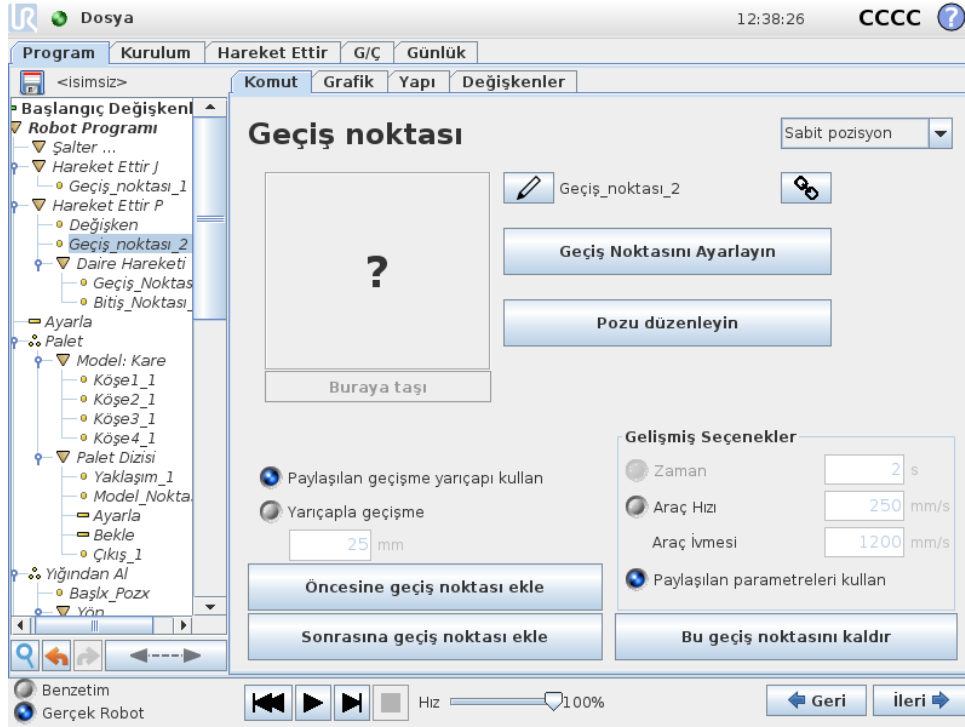 UR Dosya 12:38:26 CCCC ?
Program Kurulum Hareket Ettir G/Ç Günlük
<isimsiz>
Komut Grafik Yapı Değişkenler
Başlangıç Değişkenl
Robot Programı
Şalter ...
Hareket Ettir J
Geçiş_noktası_1
Hareket Ettir P
Değişken
Geçiş_noktası_2
Daire Hareketi
Geçiş_Noktas
Bitiş_Noktası_
Ayarla
Palet
Model: Kare
Köşe1_1
Köşe2_1
Köşe3_1
Köşe4_1
Palet Dizisi
Yaklaşım_1
Model_Nokta
Ayarla
Bekle
Çıkış_1
Yığından Al
Başlx_Pozx
Yön
Geçiş noktası
Sabit pozisyon
?
Geçiş_noktası_2
Geçiş Noktasını Ayarlayın
Pozu düzenleyin
Buraya taşı
Paylaşılan geçişme yarıçapı kullan
Yarıçapla geçişme
25 mm
Gelişmiş Seçenekler
Zaman 2 s
Araç Hızı 250 mm/s
Araç İvmesi 1200 mm/s
Paylaşılan parametreleri kullan
Öncesine geçiş noktası ekle
Sonrasına geçiş noktası ekle
Bu geçiş noktasını kaldır
Benzetim
Gerçek Robot
Hız 100%
Geri İleri